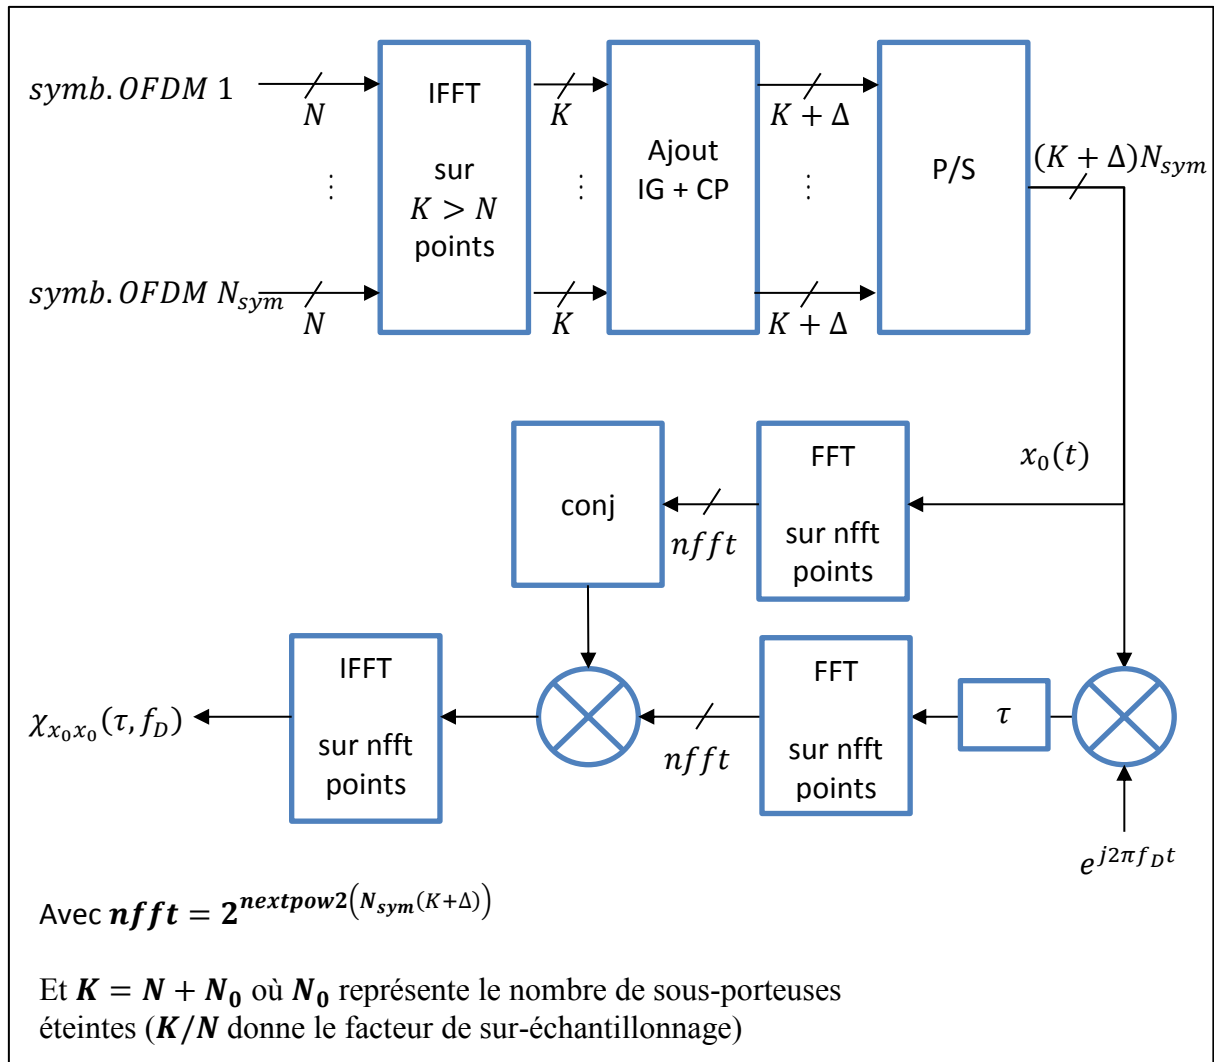 symb. OFDM 1
N
IFFT
sur
K > N
points
K
Ajout
IG + CP
K + Δ
P/S
(K + Δ)N_sym
⋮
⋮
⋮
symb. OFDM N_sym
N
K
K + Δ
conj
nfft
FFT
sur nfft
points
x_0(t)
χ_{x_0x_0}(τ, f_D)
IFFT
sur nfft
points
nfft
FFT
sur nfft
points
τ
e^{j2πf_Dt}
Avec nfft = 2^{nextpow2(N_sym(K+Δ))}
Et K = N + N_0 où N_0 représente le nombre de sous-porteuses
éteintes (K/N donne le facteur de sur-échantillonnage)